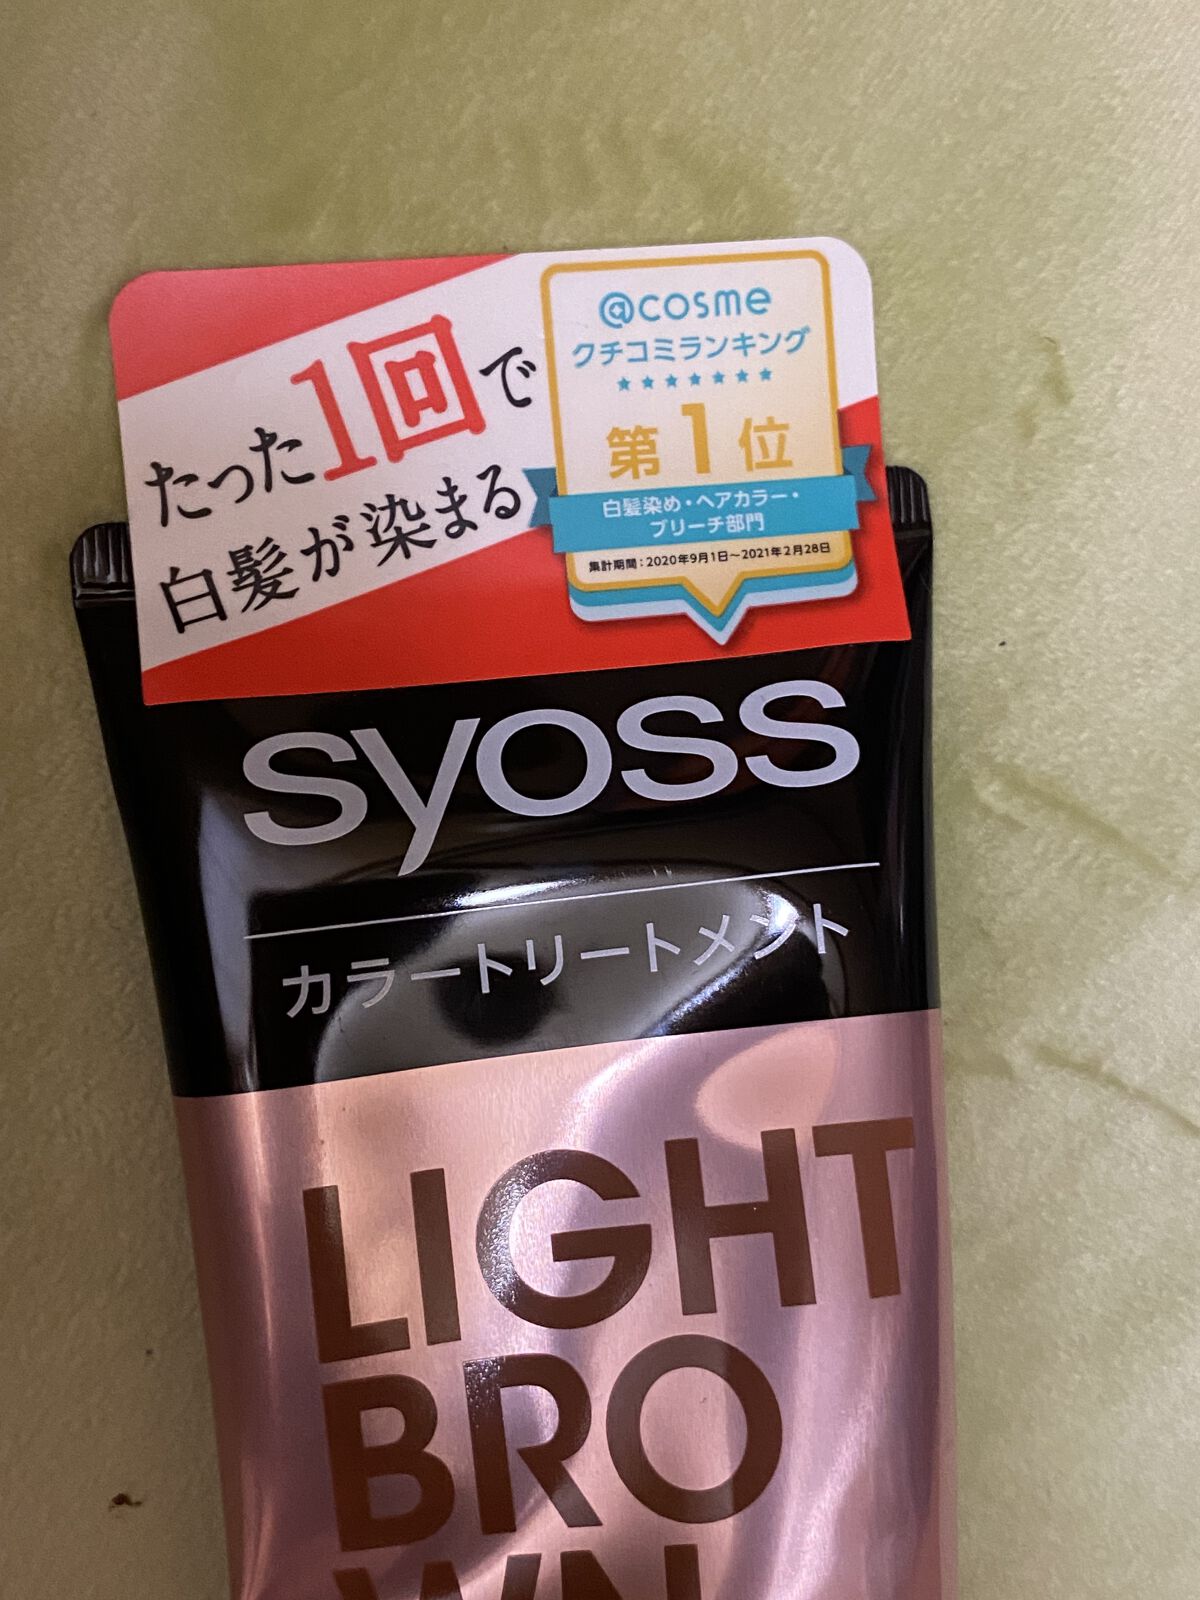 たった1回で
白髪が染まる
@cosme
クチコミランキング
★★★★★★★
第1位
白髪染め・ヘアカラー・
ブリーチ部門
集計期間：2020年9月1日～2021年2月28日
syoss
カラートリートメント
LIGHT
BRO
WN